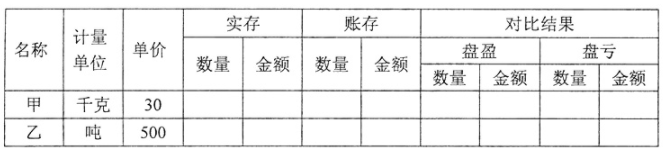 名称 计量单位 单价 实存 账存 对比结果
盘盈 盘亏
数量 金额 数量 金额 数量 金额 数量 金额
甲 千克 30
乙 吨 500